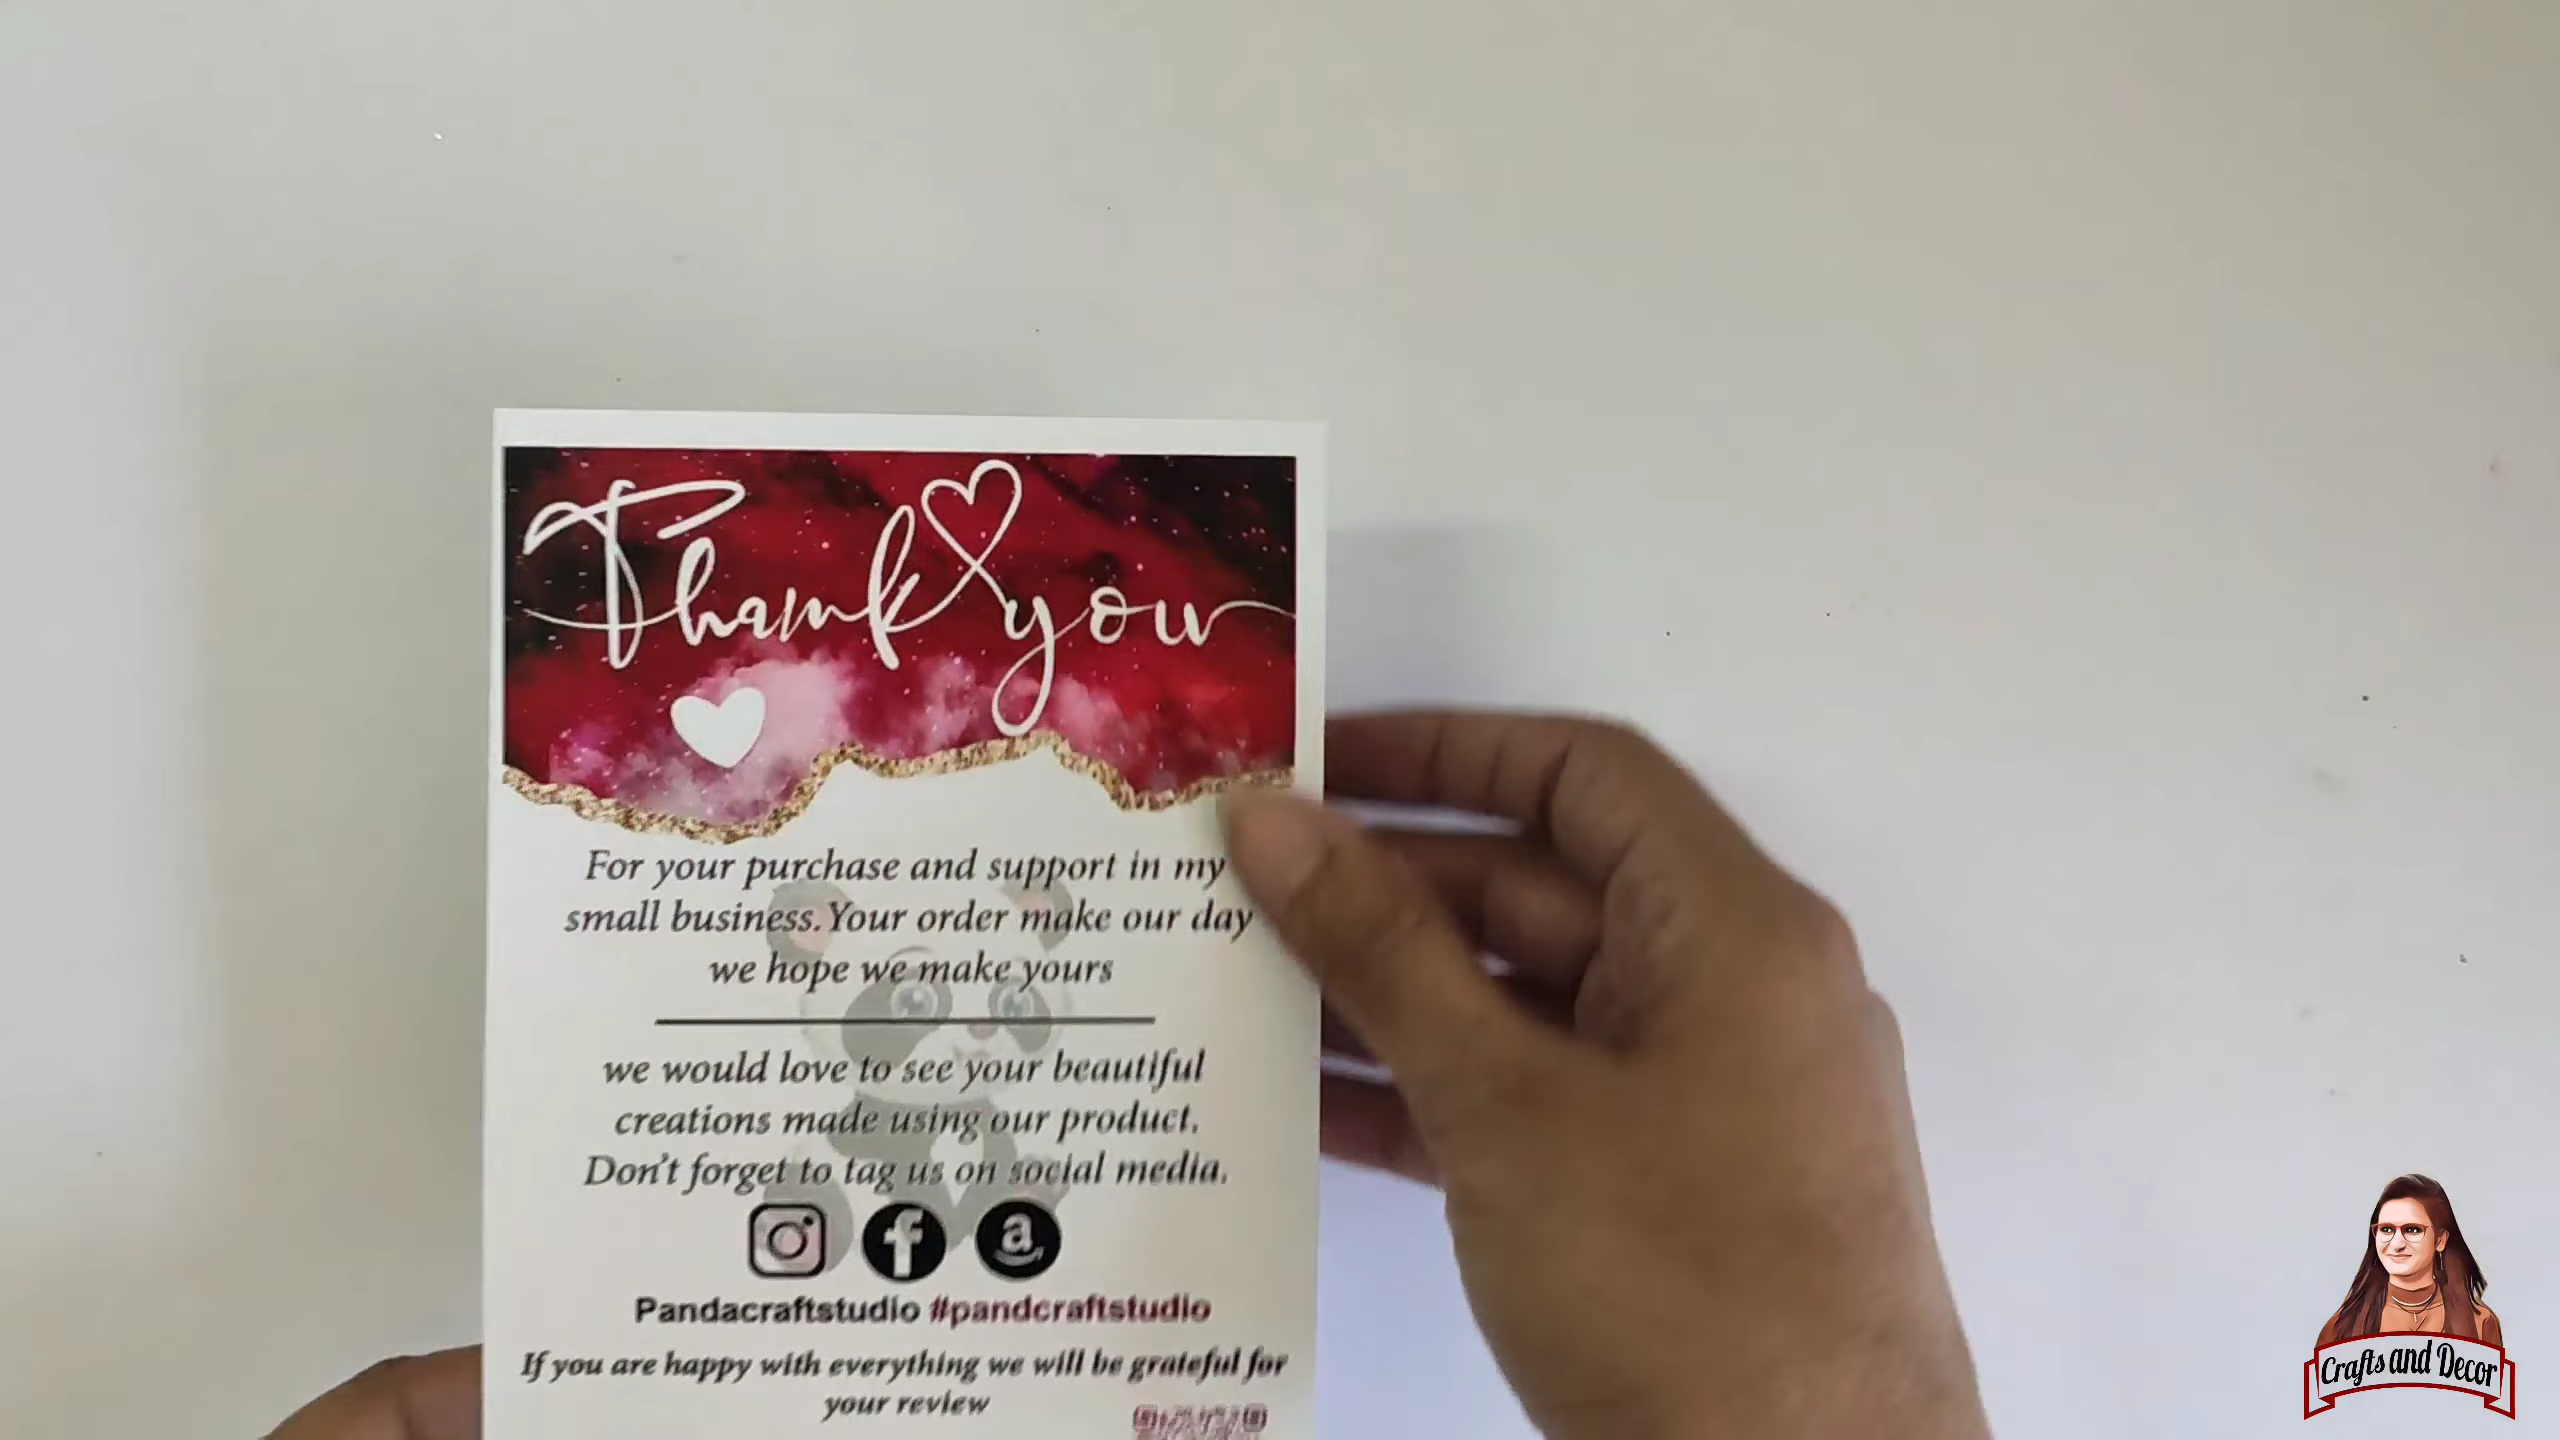 Thank you
For your purchase and support in my
small business. Your order make our day
we hope we make yours
we would love to see your beautiful
creations made using our product.
Don't forget to tag us on social media.
Pandacraftstudio #pandcraftstudio
If you are happy with everything we will be grateful for
your review
Crafts and Decor